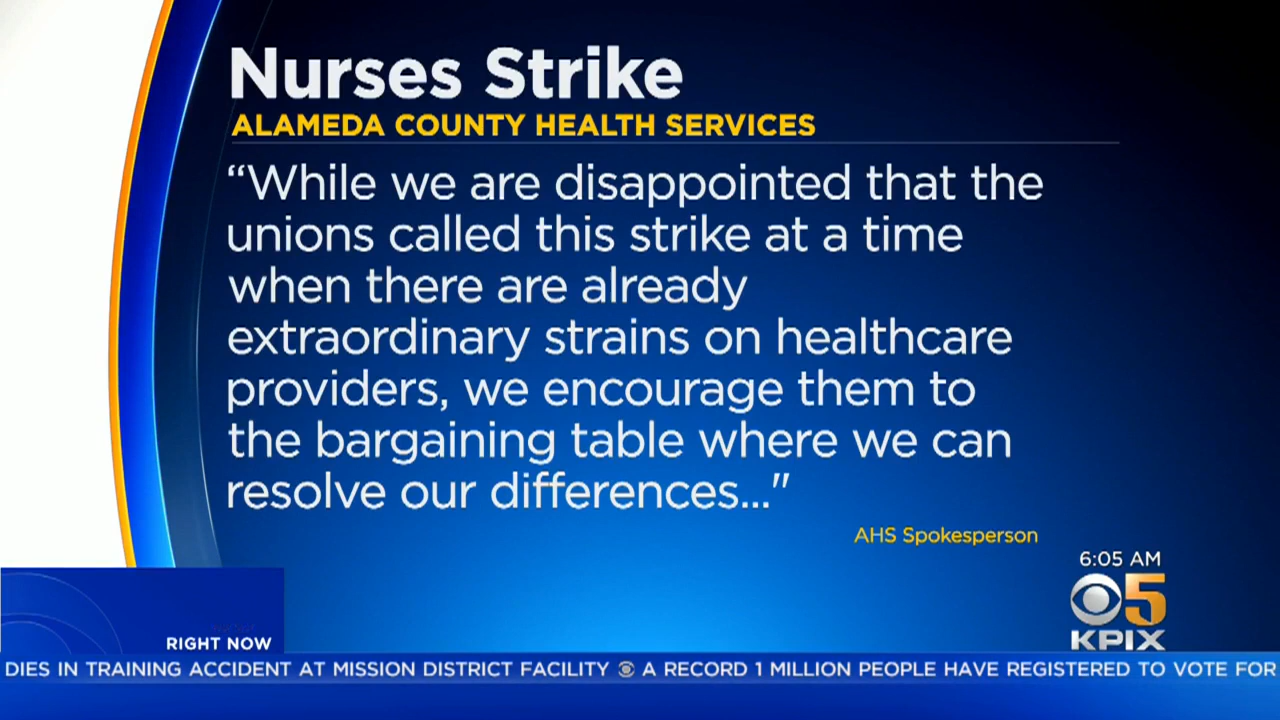 Nurses Strike
ALAMEDA COUNTY HEALTH SERVICES
“While we are disappointed that the
unions called this strike at a time
when there are already
extraordinary strains on healthcare
providers, we encourage them to
the bargaining table where we can
resolve our differences..."
AHS Spokesperson
6:05 AM
5
KPIX
RIGHT NOW
DIES IN TRAINING ACCIDENT AT MISSION DISTRICT FACILITY A RECORD 1 MILLION PEOPLE HAVE REGISTERED TO VOTE FOR